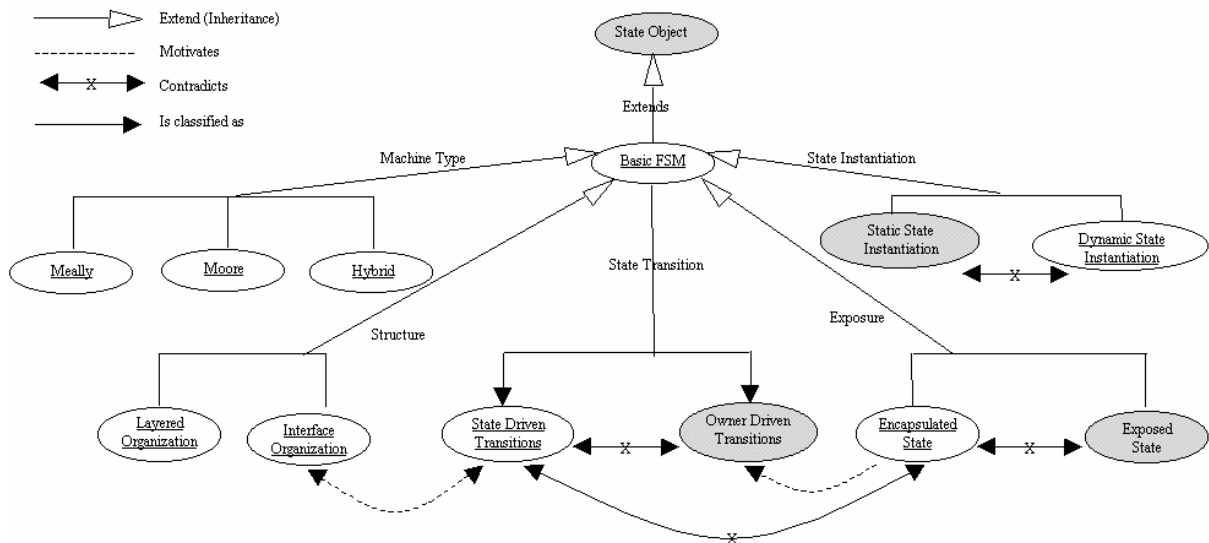 Extend (Inheritance)
Motivates
X
Contradicts
Is classified as
State Object
Extends
Basic FSM
Machine Type
State Instantiation
Meally
Moore
Hybrid
Static State
Instantiation
Dynamic State
Instantiation
X
State Transition
Structure
Exposure
Layered
Organization
Interface
Organization
State Driven
Transitions
X
Owner Driven
Transitions
Encapsulated
State
X
Exposed
State
X